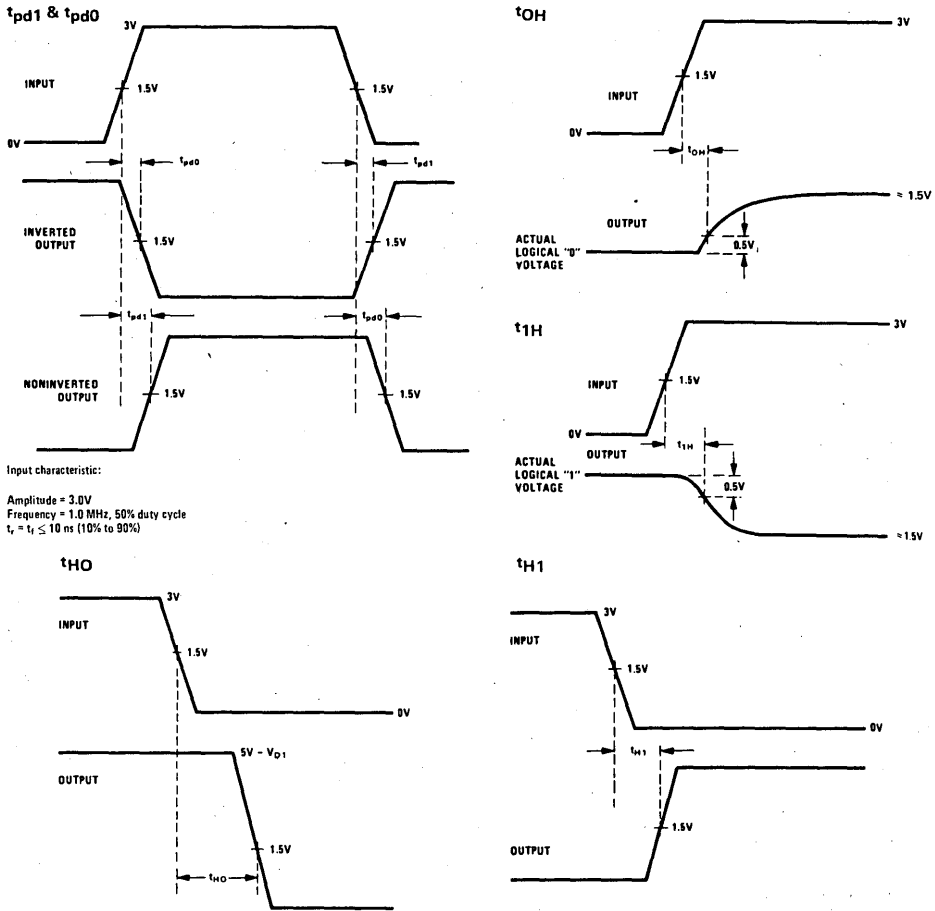 tpd1 & tpd0
3V
INPUT
1.5V
1.5V
0V
tpd0
tpd1
INVERTED
OUTPUT
1.5V
1.5V
tpd1
tpd0
NONINVERTED
OUTPUT
1.5V
1.5V
Input characteristic:
Amplitude = 3.0V
Frequency = 1.0 MHz, 50% duty cycle
tr = tf ≤ 10 ns (10% to 90%)
tOH
3V
1.5V
INPUT
0V
tOH
≈ 1.5V
OUTPUT
0.5V
ACTUAL
LOGICAL "0"
VOLTAGE
t1H
3V
INPUT
1.5V
0V
t1H
OUTPUT
ACTUAL
LOGICAL "1"
VOLTAGE
0.5V
≈ 1.5V
tHO
3V
INPUT
1.5V
0V
5V – VD1
OUTPUT
1.5V
tHO
tH1
3V
INPUT
1.5V
0V
tH1
1.5V
OUTPUT